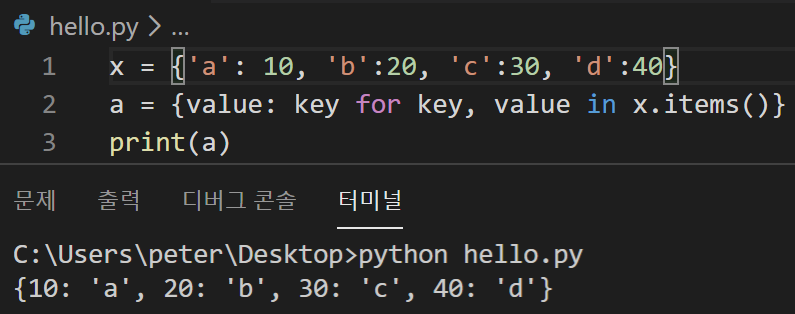 hello.py > ...
1 x = {'a': 10, 'b':20, 'c':30, 'd':40}
2 a = {value: key for key, value in x.items()}
3 print(a)
문제 출력 디버그 콘솔 터미널
C:\Users\peter\Desktop>python hello.py
{10: 'a', 20: 'b', 30: 'c', 40: 'd'}